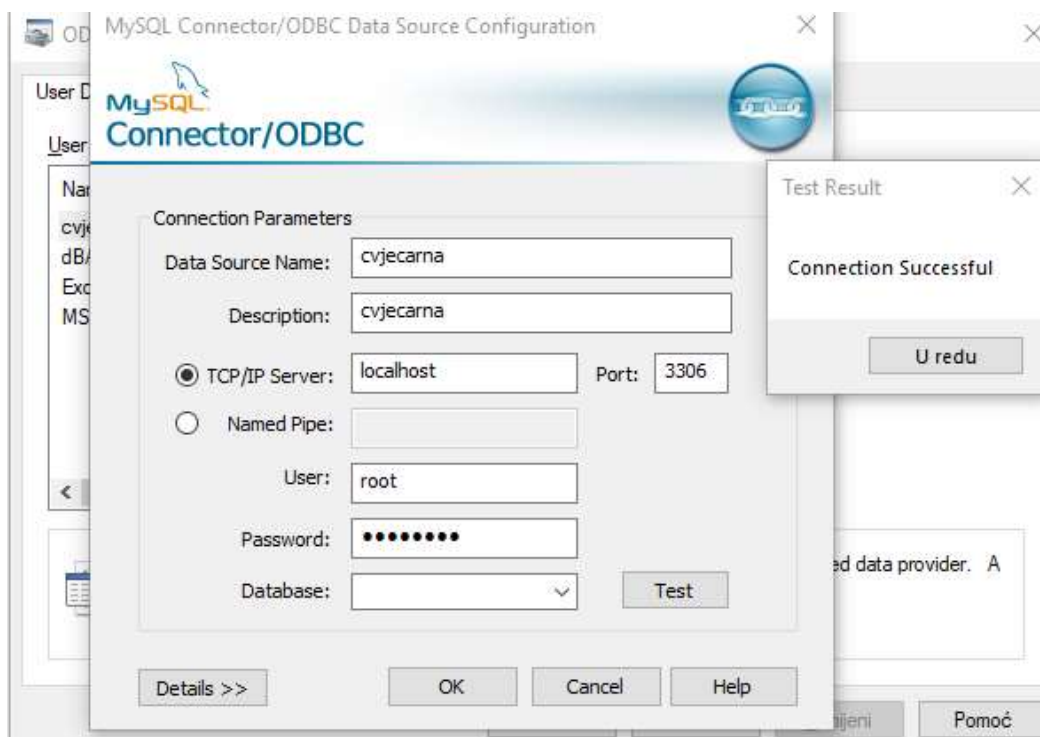 OD
MySQL Connector/ODBC Data Source Configuration
User D
MySQL
Connector/ODBC
User
Nar
cvje
dBA
Exc
MS
Connection Parameters
Data Source Name: cvjecarna
Description: cvjecarna
TCP/IP Server: localhost Port: 3306
Named Pipe:
User: root
Password: ••••••••
Database: Test
Details >> OK Cancel Help
Test Result
Connection Successful
U redu
ed data provider. A
ijeni Pomoć